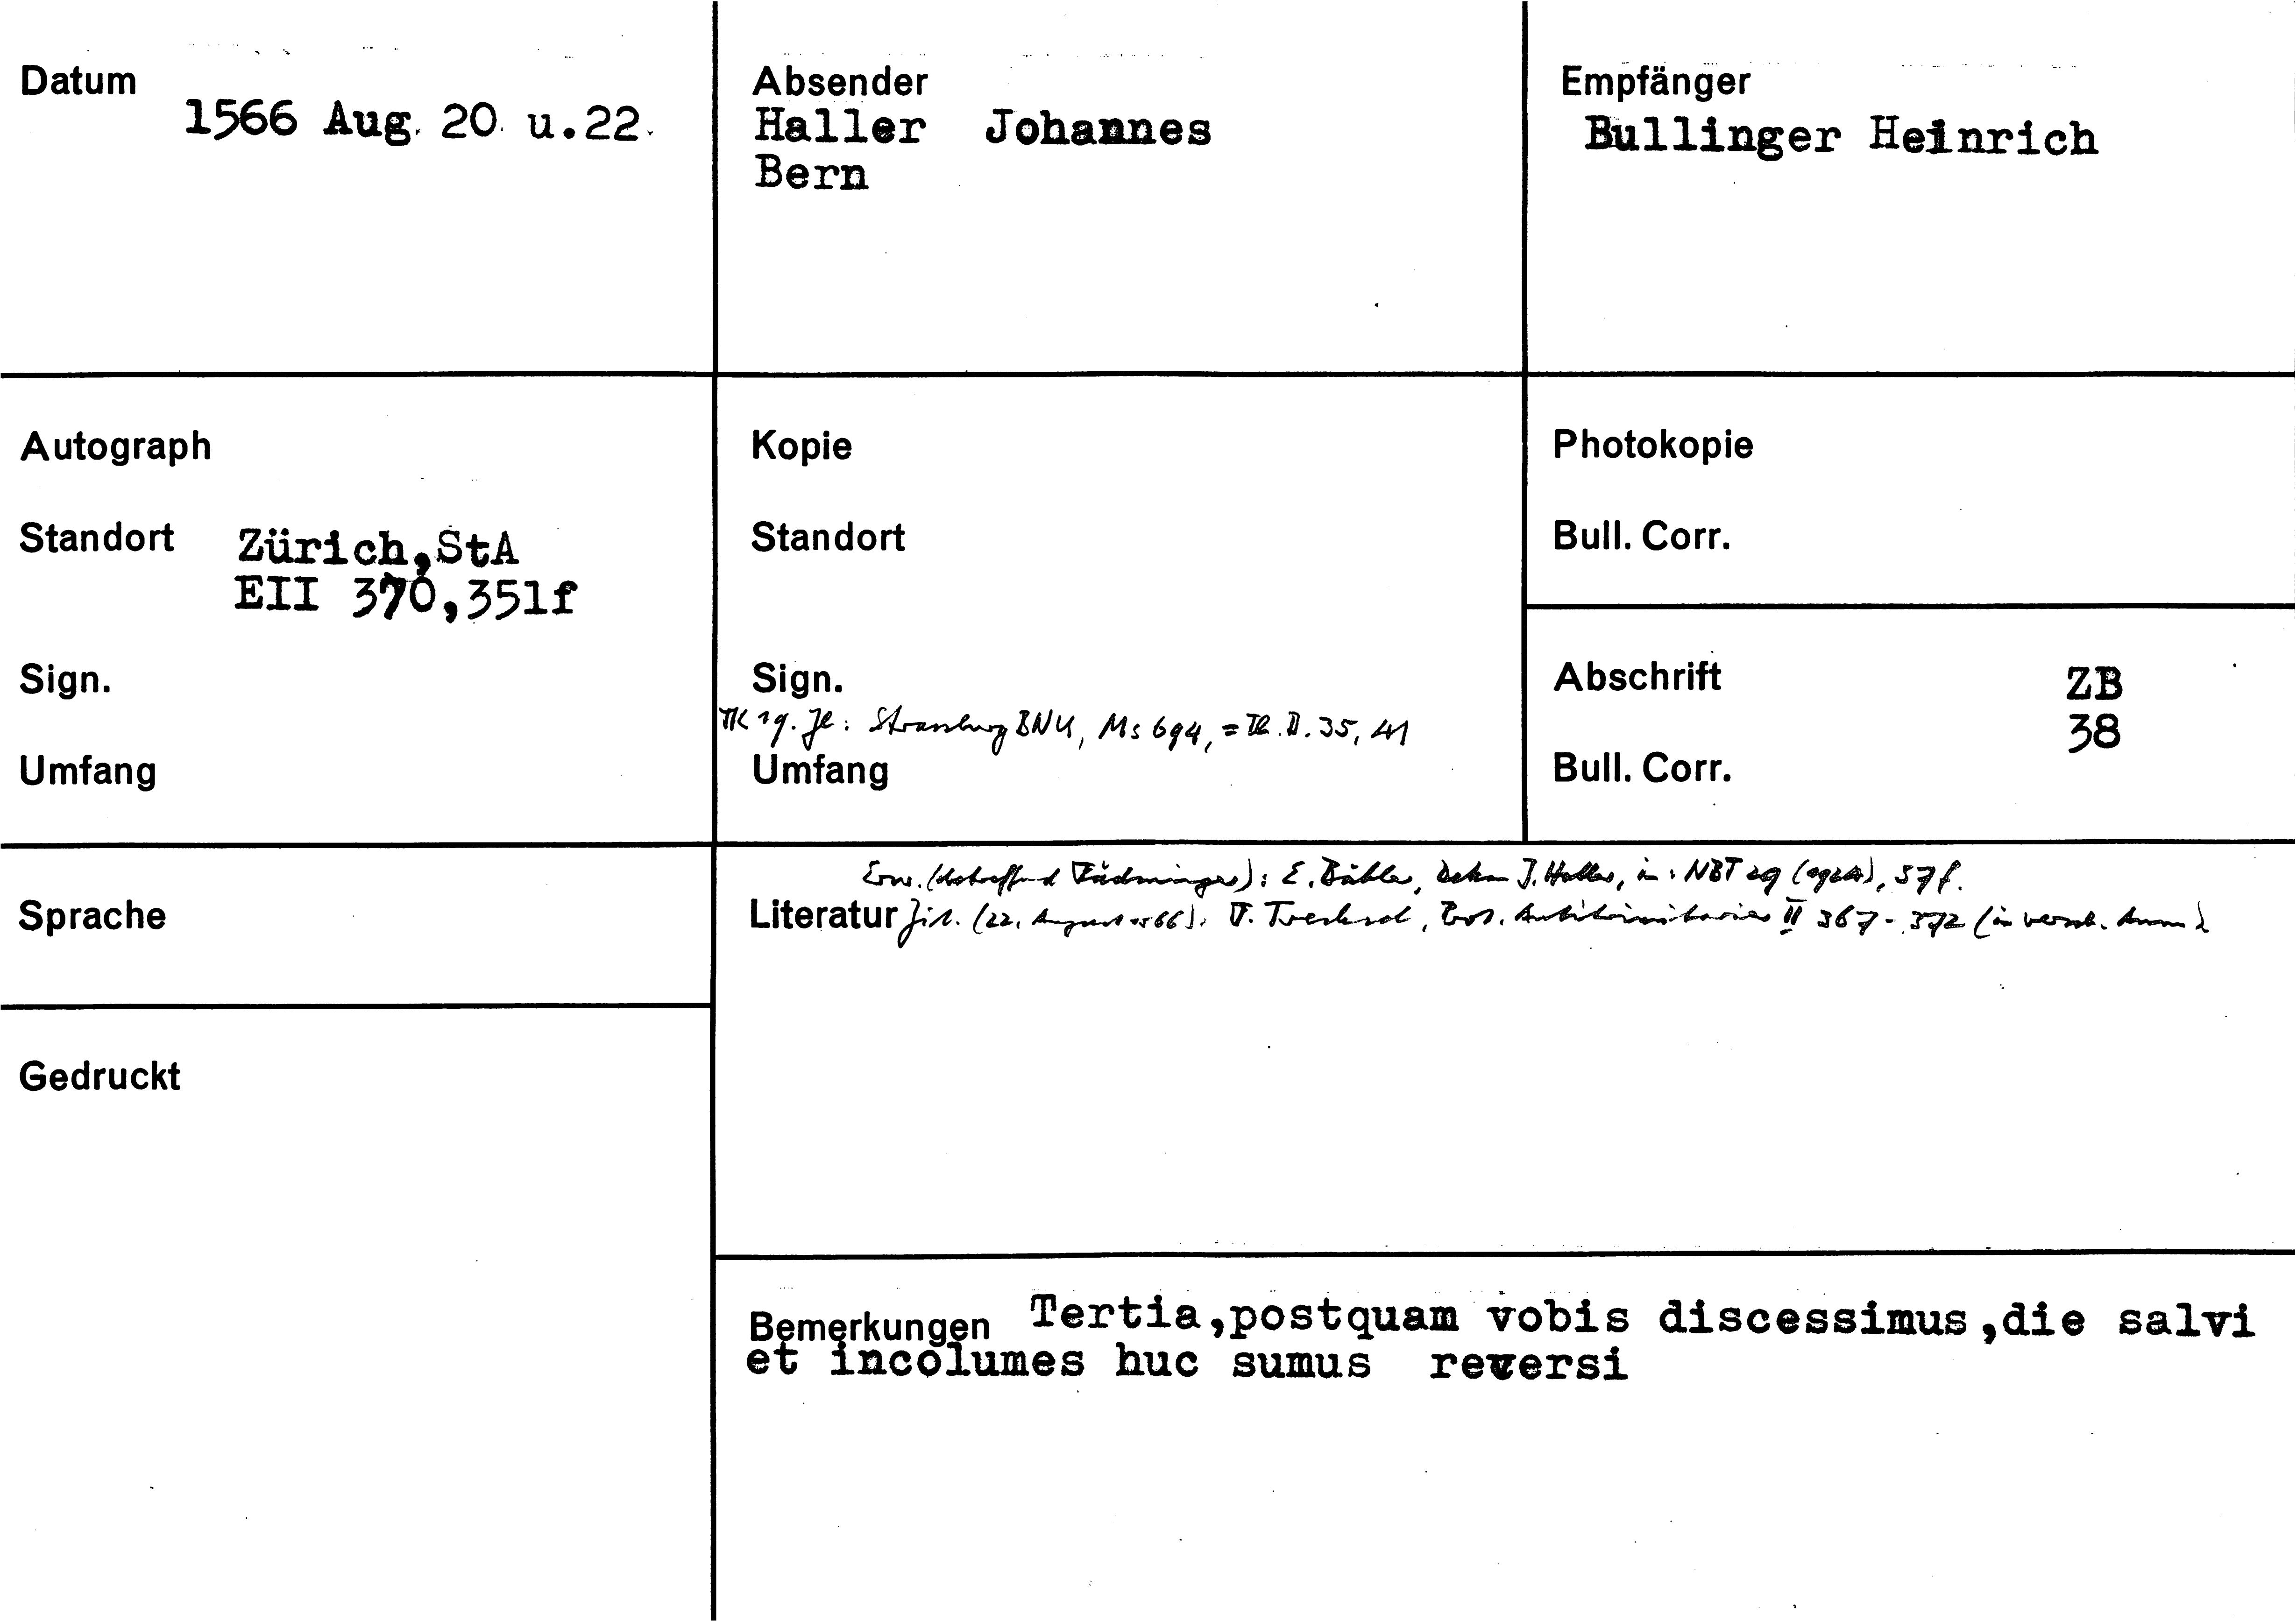 Datum
1566 Aug. 20. u.22.
Absender
Haller Johannes
Bern
Empfänger
Bullinger Heinrich
Autograph
Standort Zürich,StA
EII 370,351f
Sign.
Umfang
Kopie
Standort
Sign.
TK 19. Jh.: Strassburg BNU, Ms 694, = Th. II. 35, 41
Umfang
Photokopie
Bull. Corr.
Abschrift ZB
38
Bull. Corr.
Sprache
Erw. (betreffend Fädminger): E. Bähler, Dekan J. Haller, in: NBT 29 (1924), 57f.
Literatur Zit. (22. August 1566): F. Trechsel, Prot. Antitrinitarier II 367-372 (in versch. Anm.)
Gedruckt
Bemerkungen Tertia,postquam vobis discessimus,die salvi
et incolumes huc sumus reversi